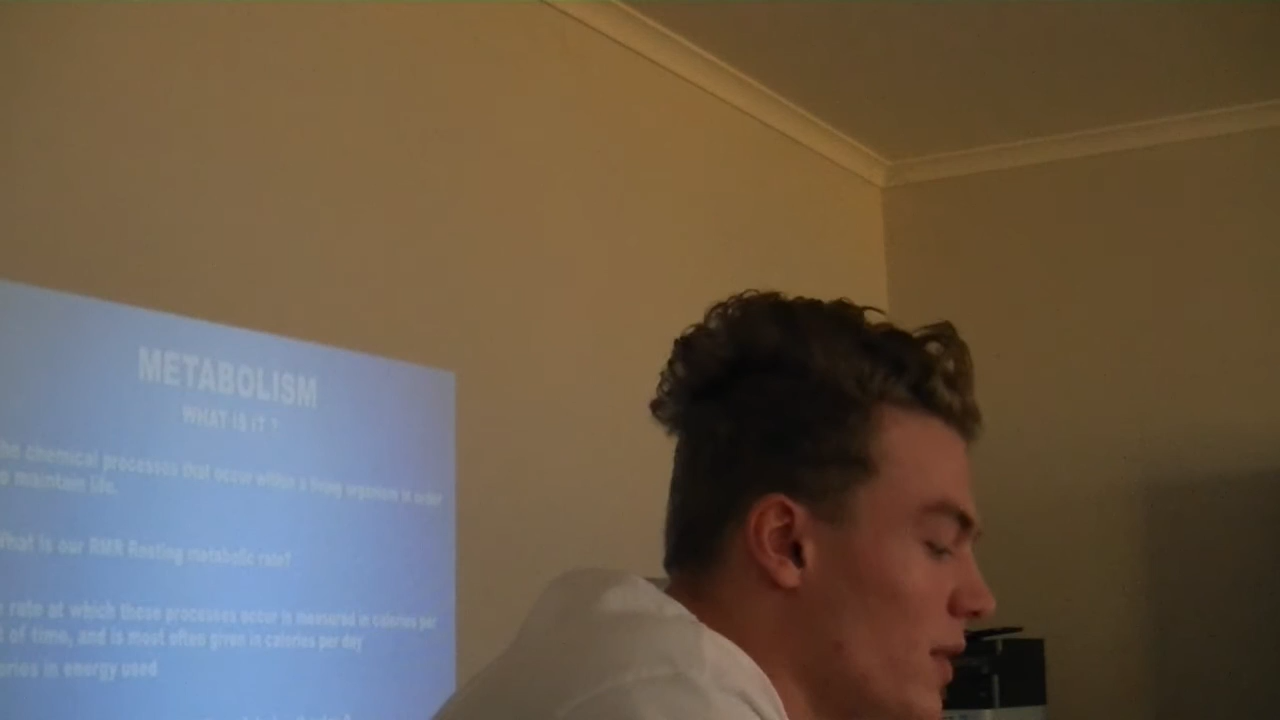 METABOLISM
WHAT IS IT ?
he chemical processes that occur within a living organism in order
o maintain life.
What is our RMR Resting metabolic rate?
rate at which these processes occur is measured in calories per
t of time, and is most often given in calories per day
ories in energy used